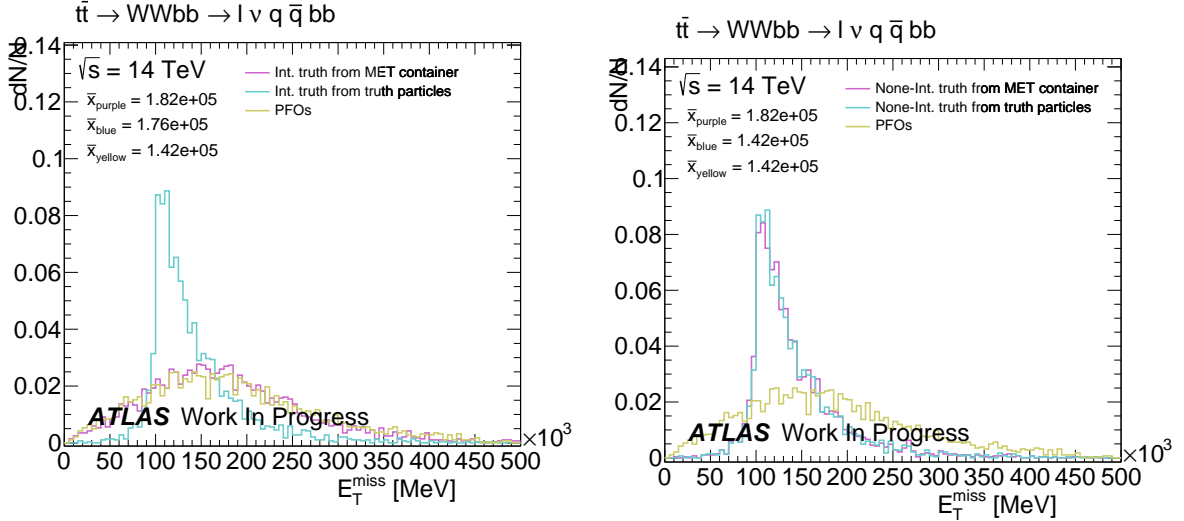 tt̄ → WWbb → l ν q q̄ bb
dN/N
0.14
0.12
0.1
0.08
0.06
0.04
0.02
0
√s = 14 TeV
x̄purple = 1.82e+05
x̄blue = 1.76e+05
x̄yellow = 1.42e+05
Int. truth from MET container
Int. truth from truth particles
PFOs
ATLAS Work In Progress
0 50 100 150 200 250 300 350 400 450 500
×10³
E_T^miss [MeV]
tt̄ → WWbb → l ν q q̄ bb
dN/N
0.14
0.12
0.1
0.08
0.06
0.04
0.02
0
√s = 14 TeV
x̄purple = 1.82e+05
x̄blue = 1.42e+05
x̄yellow = 1.42e+05
None-Int. truth from MET container
None-Int. truth from truth particles
PFOs
ATLAS Work In Progress
0 50 100 150 200 250 300 350 400 450 500
×10³
E_T^miss [MeV]